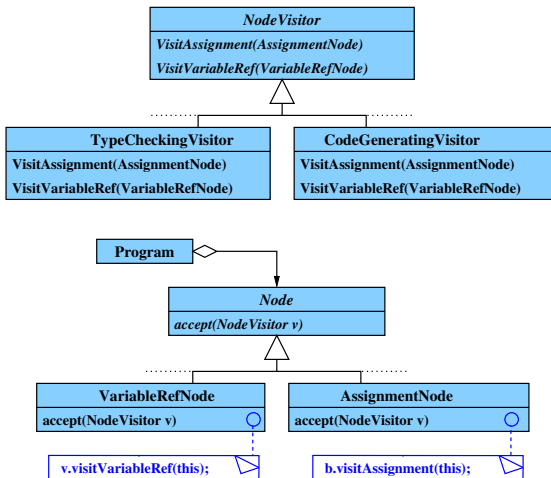 NodeVisitor
VisitAssignment(AssignmentNode)
VisitVariableRef(VariableRefNode)
TypeCheckingVisitor
VisitAssignment(AssignmentNode)
VisitVariableRef(VariableRefNode)
CodeGeneratingVisitor
VisitAssignment(AssignmentNode)
VisitVariableRef(VariableRefNode)
Program
Node
accept(NodeVisitor v)
VariableRefNode
accept(NodeVisitor v)
AssignmentNode
accept(NodeVisitor v)
v.visitVariableRef(this);
b.visitAssignment(this);